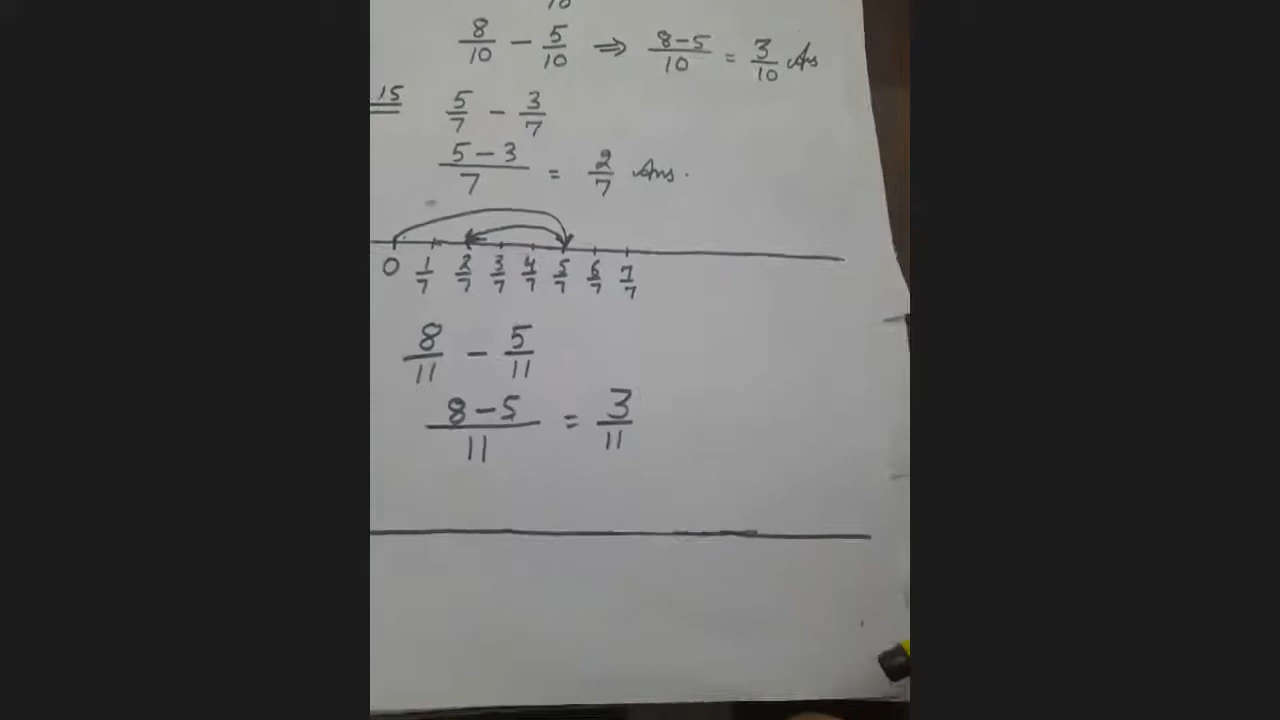 8/10 - 5/10 ⇒ 8-5/10 = 3/10 Ans
15 5/7 - 3/7
5-3/7 = 2/7 Ans.
0 1/7 2/7 3/7 4/7 5/7 6/7 7/7
8/11 - 5/11
8-5/11 = 3/11